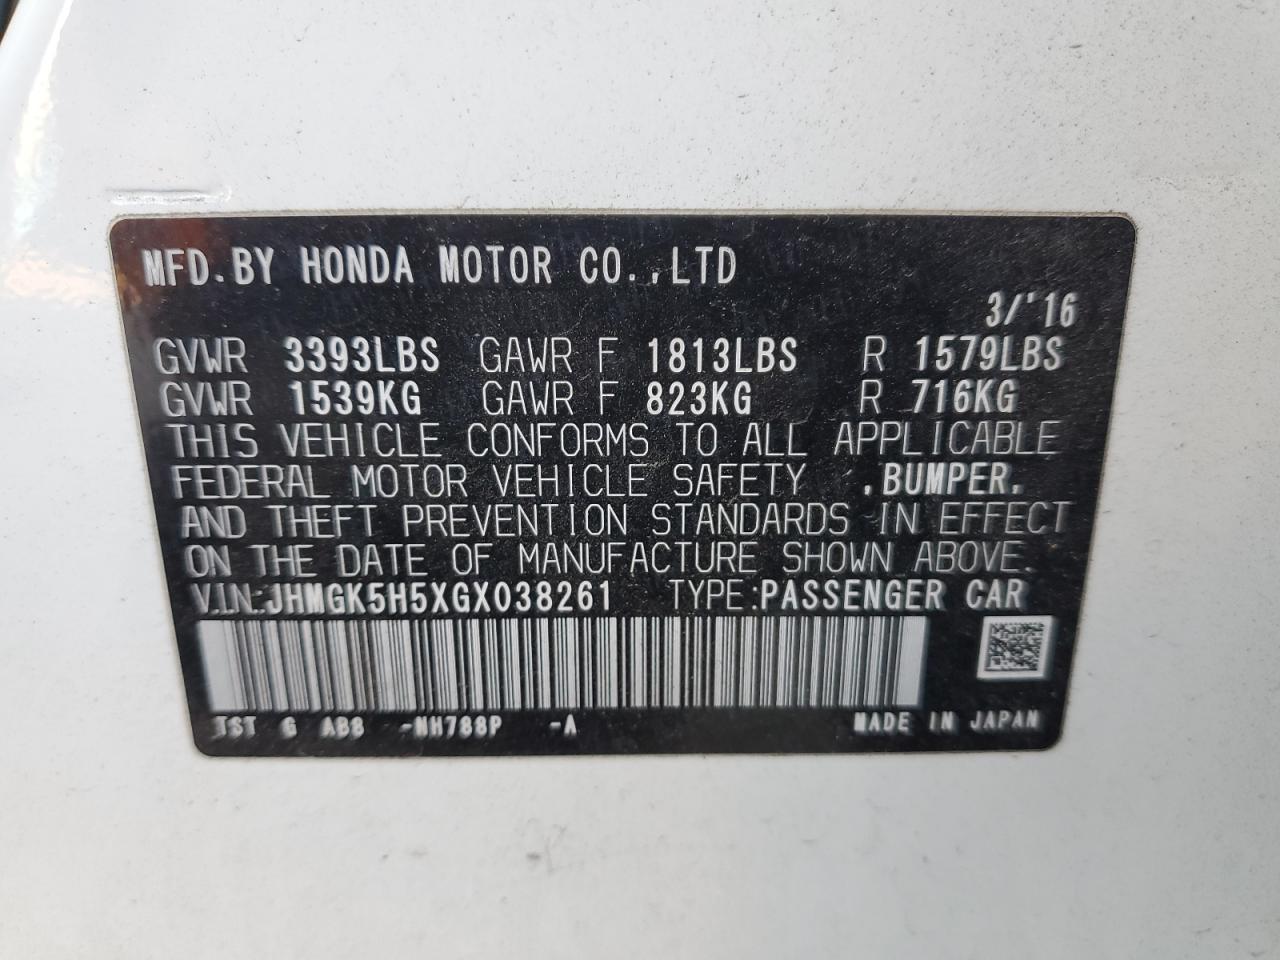 MFD.BY HONDA MOTOR CO.,LTD
3/'16
GVWR 3393LBS GAWR F 1813LBS R 1579LBS
GVWR 1539KG GAWR F 823KG R 716KG
THIS VEHICLE CONFORMS TO ALL APPLICABLE
FEDERAL MOTOR VEHICLE SAFETY ,BUMPER,
AND THEFT PREVENTION STANDARDS IN EFFECT
ON THE DATE OF MANUFACTURE SHOWN ABOVE.
V.I.N:JHMGK5H5XGX038261 TYPE:PASSENGER CAR
TST G AB8 -NH788P -A MADE IN JAPAN